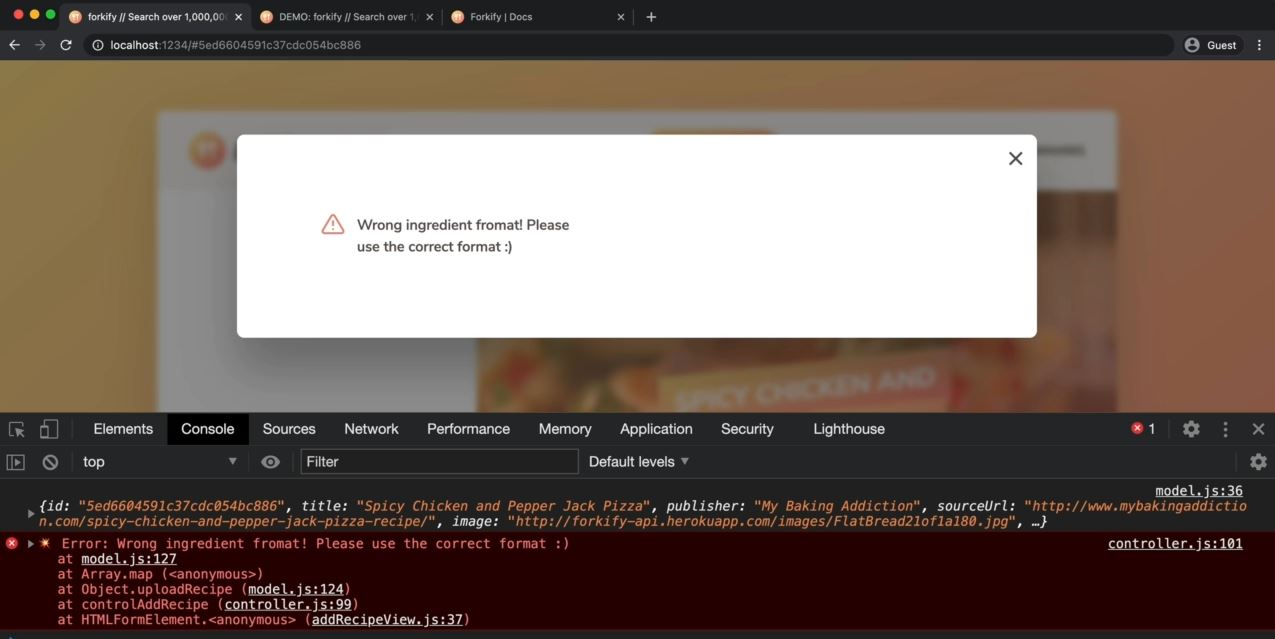 forkify // Search over 1,000,00
DEMO: forkify // Search over 1,
Forkify | Docs
localhost:1234/#5ed6604591c37cdc054bc886
Guest
Wrong ingredient fromat! Please
use the correct format :)
SPICY CHICKEN AND
Elements Console Sources Network Performance Memory Application Security Lighthouse 1
top Filter Default levels
model.js:36
{id: "5ed6604591c37cdc054bc886", title: "Spicy Chicken and Pepper Jack Pizza", publisher: "My Baking Addiction", sourceUrl: "http://www.mybakingaddictio
n.com/spicy-chicken-and-pepper-jack-pizza-recipe/", image: "http://forkify-api.herokuapp.com/images/FlatBread21of1a180.jpg", …}
Error: Wrong ingredient fromat! Please use the correct format :) controller.js:101
at model.js:127
at Array.map (<anonymous>)
at Object.uploadRecipe (model.js:124)
at controlAddRecipe (controller.js:99)
at HTMLFormElement.<anonymous> (addRecipeView.js:37)